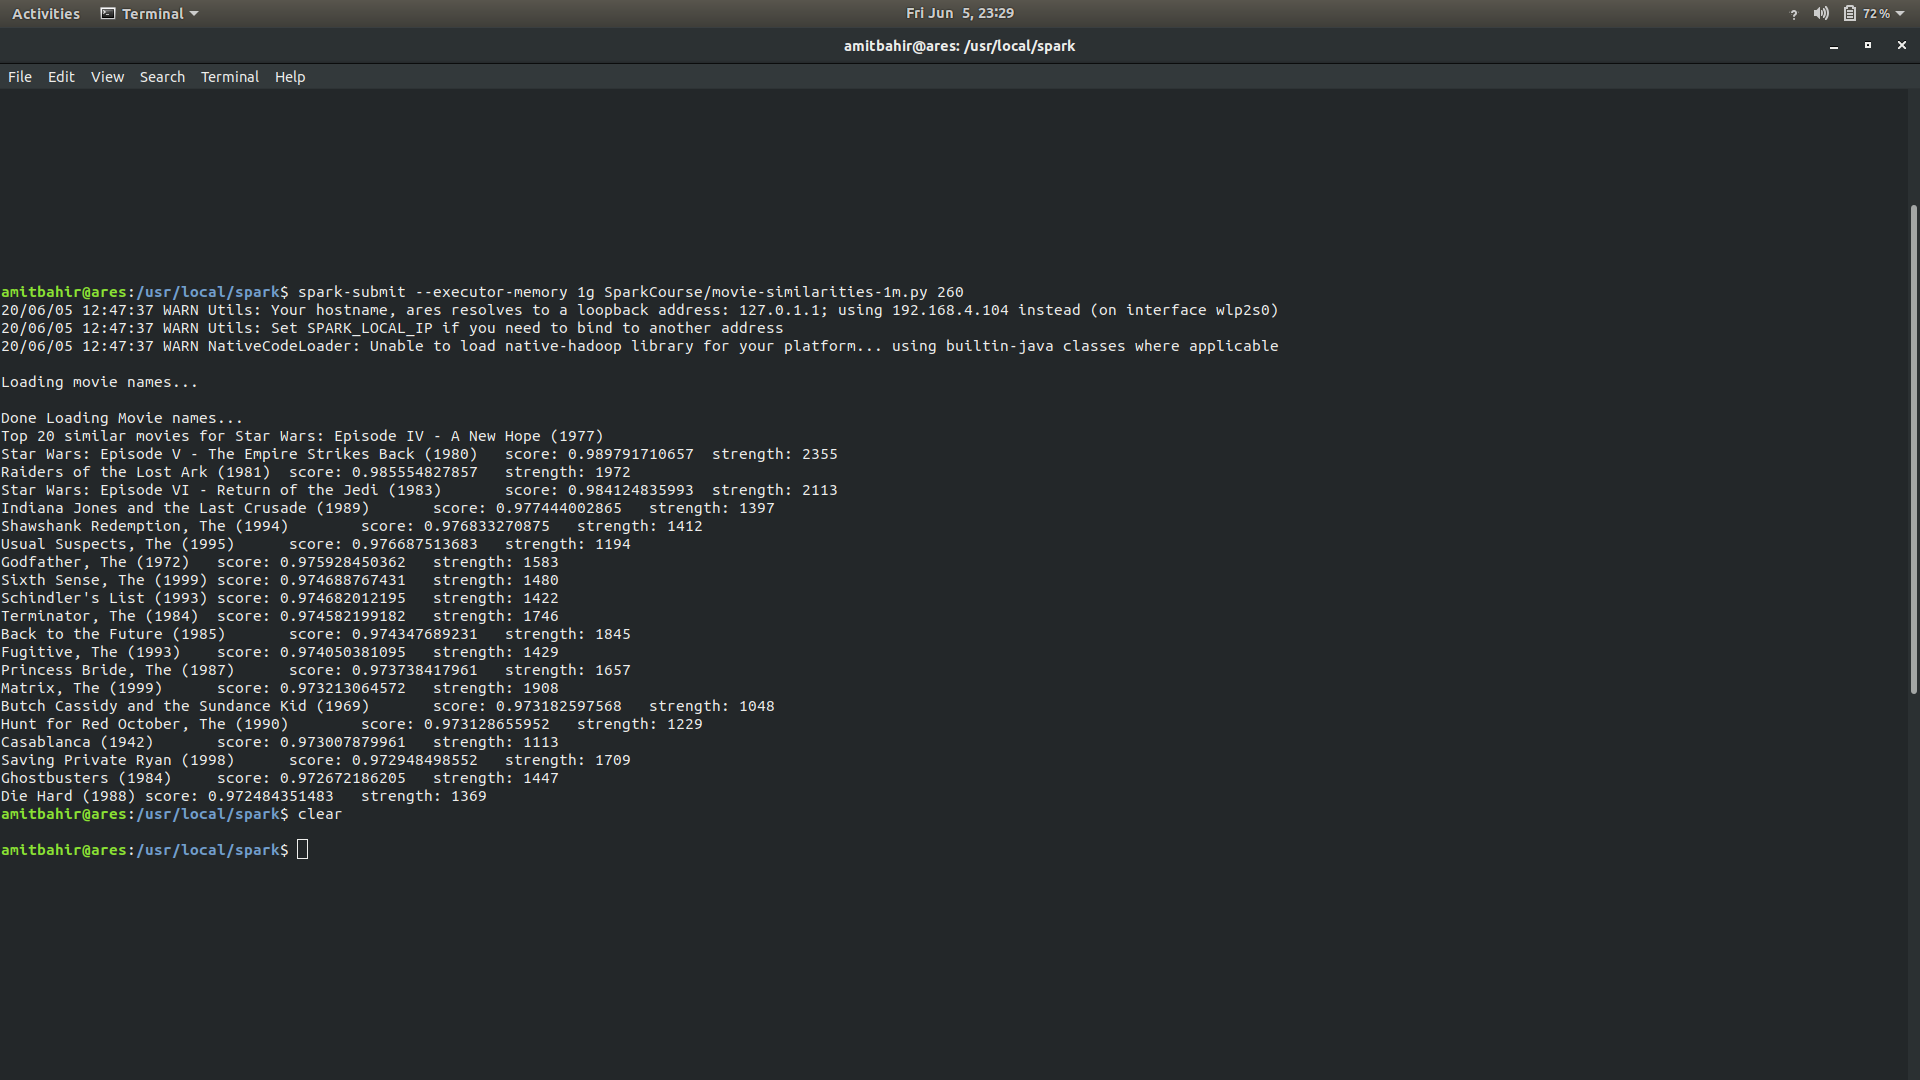 Activities Terminal Fri Jun 5, 23:29 ? 72 %
amitbahir@ares: /usr/local/spark
File Edit View Search Terminal Help
amitbahir@ares:/usr/local/spark$ spark-submit --executor-memory 1g SparkCourse/movie-similarities-1m.py 260
20/06/05 12:47:37 WARN Utils: Your hostname, ares resolves to a loopback address: 127.0.1.1; using 192.168.4.104 instead (on interface wlp2s0)
20/06/05 12:47:37 WARN Utils: Set SPARK_LOCAL_IP if you need to bind to another address
20/06/05 12:47:37 WARN NativeCodeLoader: Unable to load native-hadoop library for your platform... using builtin-java classes where applicable
Loading movie names...
Done Loading Movie names...
Top 20 similar movies for Star Wars: Episode IV - A New Hope (1977)
Star Wars: Episode V - The Empire Strikes Back (1980) score: 0.989791710657 strength: 2355
Raiders of the Lost Ark (1981) score: 0.985554827857 strength: 1972
Star Wars: Episode VI - Return of the Jedi (1983) score: 0.984124835993 strength: 2113
Indiana Jones and the Last Crusade (1989) score: 0.977444002865 strength: 1397
Shawshank Redemption, The (1994) score: 0.976833270875 strength: 1412
Usual Suspects, The (1995) score: 0.976687513683 strength: 1194
Godfather, The (1972) score: 0.975928450362 strength: 1583
Sixth Sense, The (1999) score: 0.974688767431 strength: 1480
Schindler's List (1993) score: 0.974682012195 strength: 1422
Terminator, The (1984) score: 0.974582199182 strength: 1746
Back to the Future (1985) score: 0.974347689231 strength: 1845
Fugitive, The (1993) score: 0.974050381095 strength: 1429
Princess Bride, The (1987) score: 0.973738417961 strength: 1657
Matrix, The (1999) score: 0.973213064572 strength: 1908
Butch Cassidy and the Sundance Kid (1969) score: 0.973182597568 strength: 1048
Hunt for Red October, The (1990) score: 0.973128655952 strength: 1229
Casablanca (1942) score: 0.973007879961 strength: 1113
Saving Private Ryan (1998) score: 0.972948498552 strength: 1709
Ghostbusters (1984) score: 0.972672186205 strength: 1447
Die Hard (1988) score: 0.972484351483 strength: 1369
amitbahir@ares:/usr/local/spark$ clear
amitbahir@ares:/usr/local/spark$